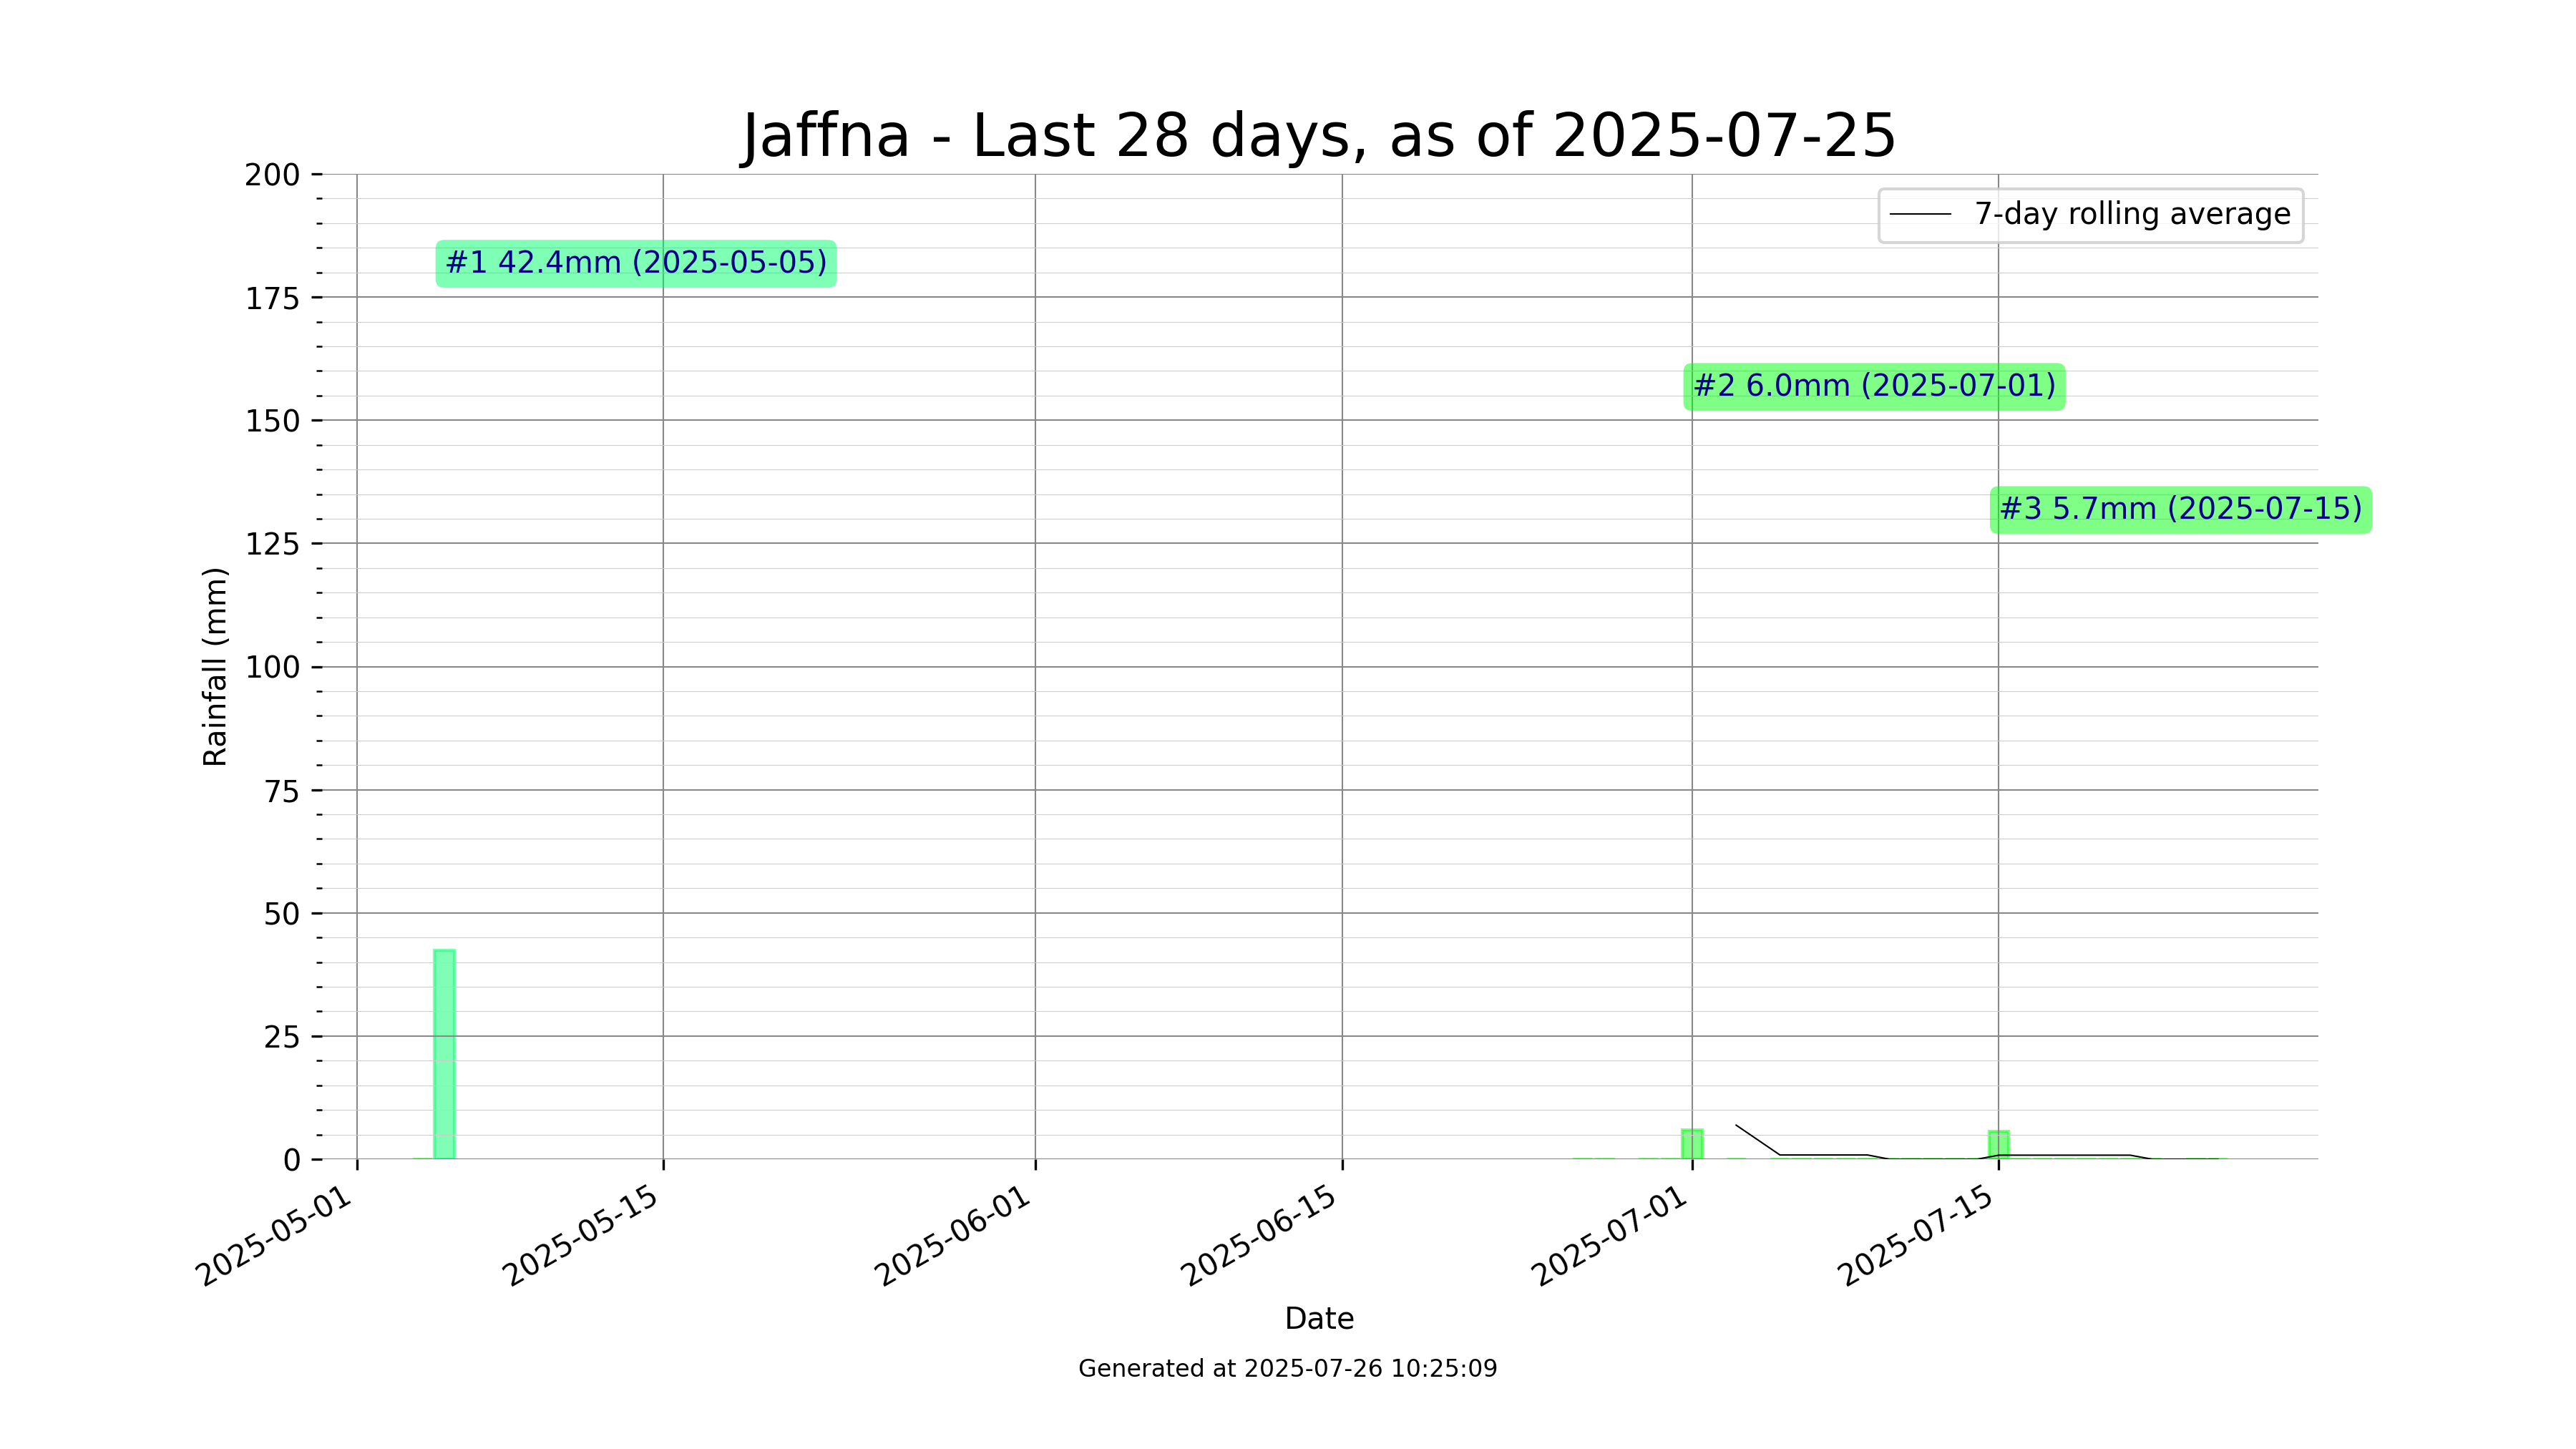 Jaffna - Last 28 days, as of 2025-07-25
200
175
150
125
100
75
50
25
0
Rainfall (mm)
7-day rolling average
#1 42.4mm (2025-05-05)
#2 6.0mm (2025-07-01)
#3 5.7mm (2025-07-15)
2025-05-01
2025-05-15
2025-06-01
2025-06-15
2025-07-01
2025-07-15
Date
Generated at 2025-07-26 10:25:09